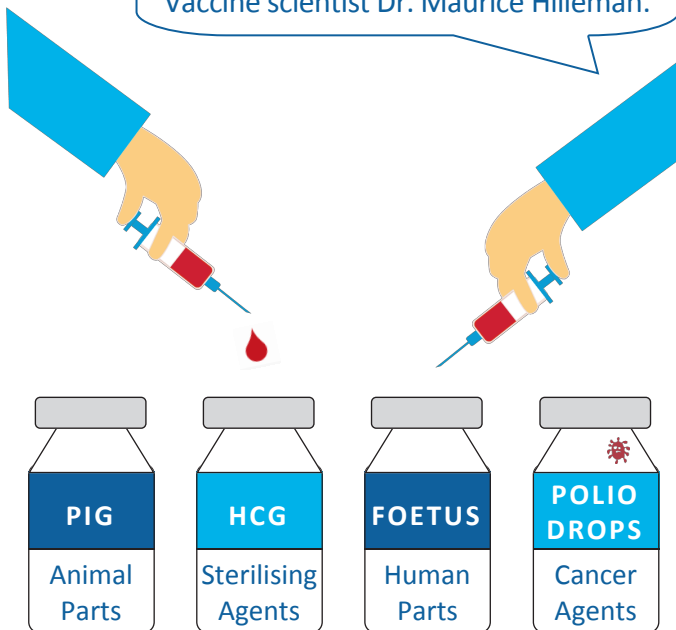 Vaccine scientist Dr. Maurice Hilleman.
PIG
Animal
Parts
HCG
Sterilising
Agents
FOETUS
Human
Parts
POLIO
DROPS
Cancer
Agents